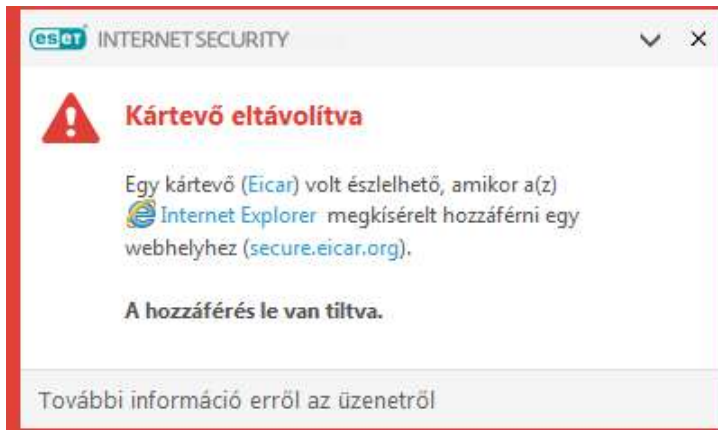 eset INTERNET SECURITY
Kártevő eltávolítva
Egy kártevő (Eicar) volt észlelhető, amikor a(z)
Internet Explorer megkísérelt hozzáférni egy
webhelyhez (secure.eicar.org).
A hozzáférés le van tiltva.
További információ erről az üzenetről